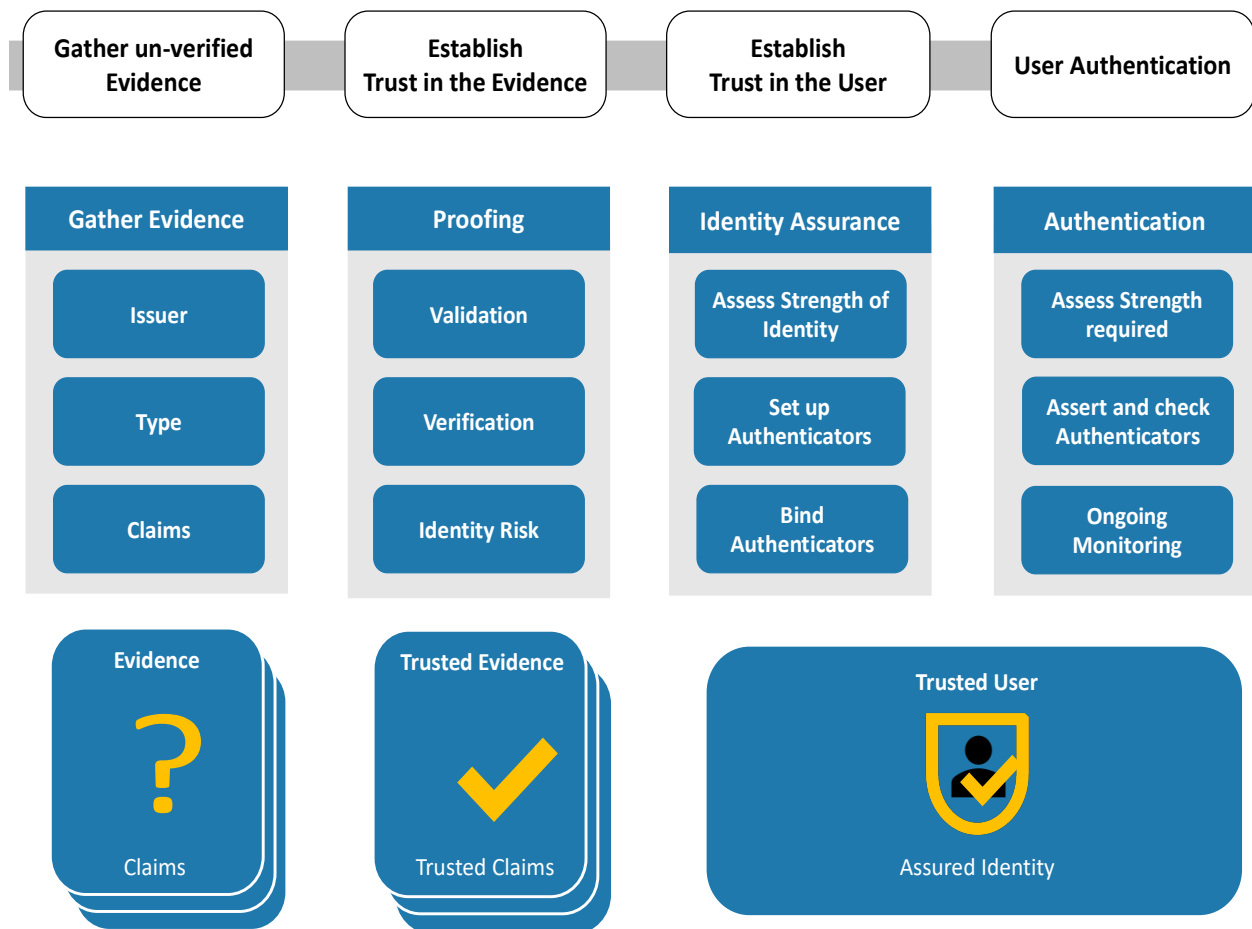 Gather un-verified
Evidence
Establish
Trust in the Evidence
Establish
Trust in the User
User Authentication
Gather Evidence
Issuer
Type
Claims
Proofing
Validation
Verification
Identity Risk
Identity Assurance
Assess Strength of
Identity
Set up
Authenticators
Bind
Authenticators
Authentication
Assess Strength
required
Assert and check
Authenticators
Ongoing
Monitoring
Evidence
?
Claims
Trusted Evidence
Trusted Claims
Trusted User
Assured Identity